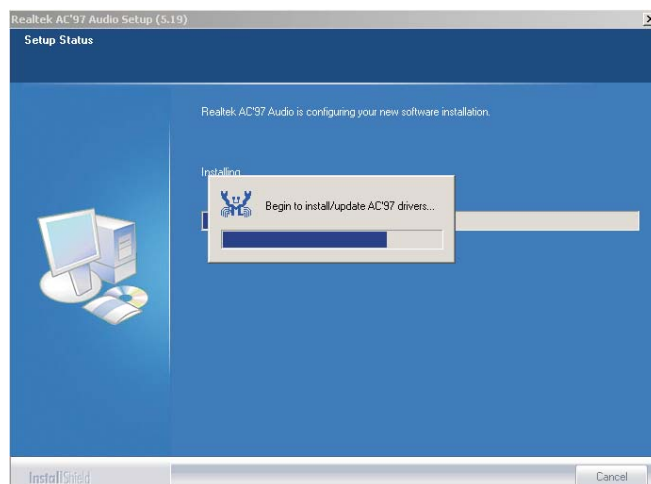 Realtek AC'97 Audio Setup (5.19)
Setup Status
Realtek AC'97 Audio is configuring your new software installation.
Installing
Begin to install/update AC'97 drivers...
InstallShield
Cancel